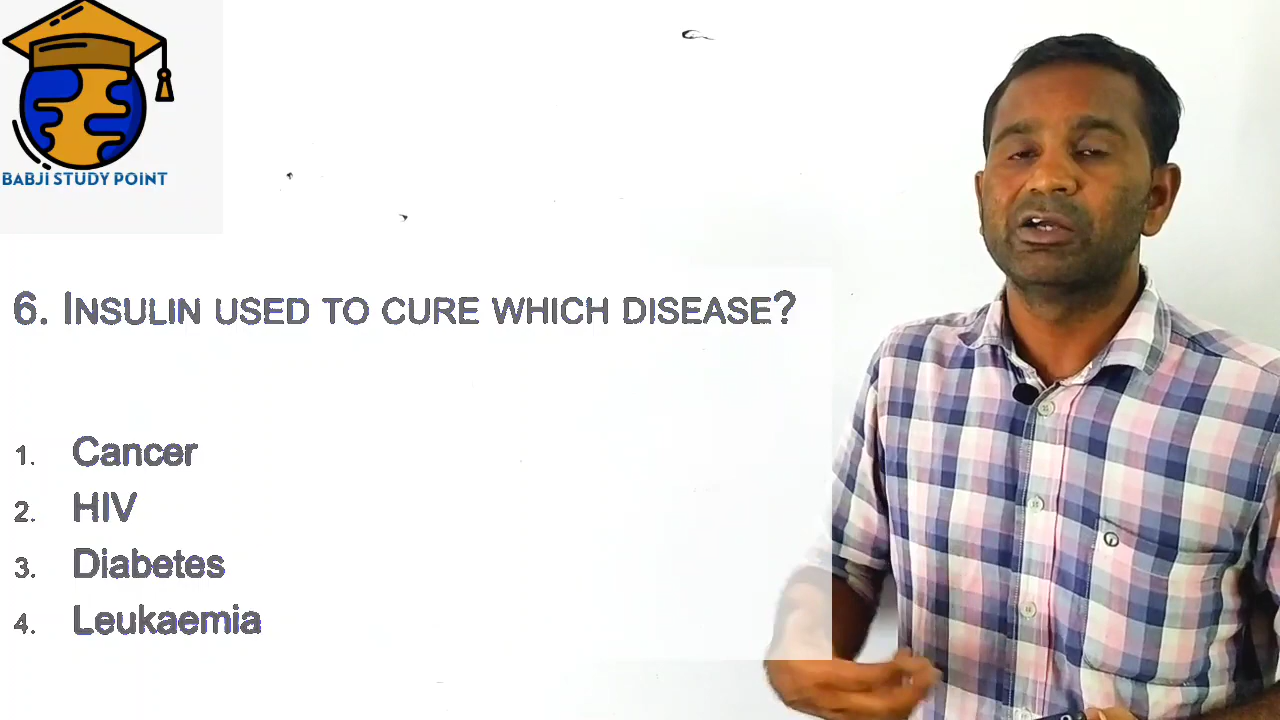 BABJI STUDY POINT
6. INSULIN USED TO CURE WHICH DISEASE?
1. Cancer
2. HIV
3. Diabetes
4. Leukaemia